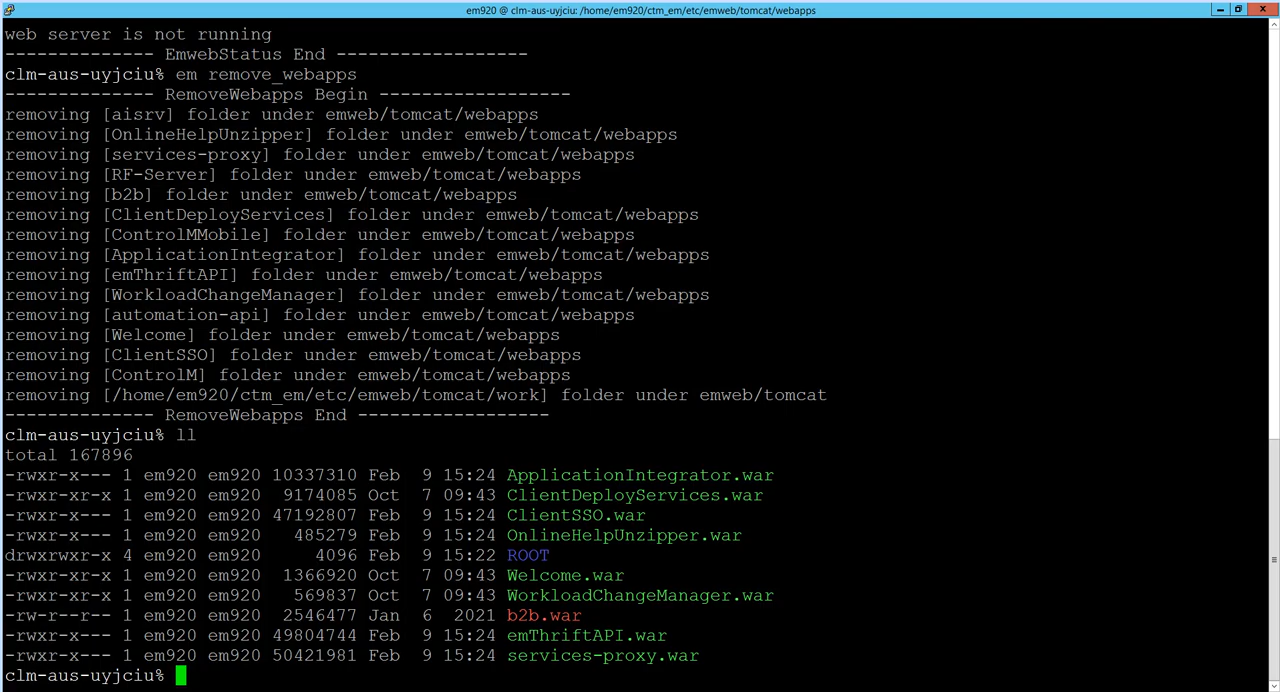 em920 @ clm-aus-uyjciu: /home/em920/ctm_em/etc/emweb/tomcat/webapps
web server is not running
-------------- EmwebStatus End ------------------
clm-aus-uyjciu% em remove_webapps
-------------- RemoveWebapps Begin ------------------
removing [aisrv] folder under emweb/tomcat/webapps
removing [OnlineHelpUnzipper] folder under emweb/tomcat/webapps
removing [services-proxy] folder under emweb/tomcat/webapps
removing [RF-Server] folder under emweb/tomcat/webapps
removing [b2b] folder under emweb/tomcat/webapps
removing [ClientDeployServices] folder under emweb/tomcat/webapps
removing [ControlMMobile] folder under emweb/tomcat/webapps
removing [ApplicationIntegrator] folder under emweb/tomcat/webapps
removing [emThriftAPI] folder under emweb/tomcat/webapps
removing [WorkloadChangeManager] folder under emweb/tomcat/webapps
removing [automation-api] folder under emweb/tomcat/webapps
removing [Welcome] folder under emweb/tomcat/webapps
removing [ClientSSO] folder under emweb/tomcat/webapps
removing [ControlM] folder under emweb/tomcat/webapps
removing [/home/em920/ctm_em/etc/emweb/tomcat/work] folder under emweb/tomcat
-------------- RemoveWebapps End ------------------
clm-aus-uyjciu% ll
total 167896
-rwxr-x--- 1 em920 em920 10337310 Feb  9 15:24 ApplicationIntegrator.war
-rwxr-xr-x 1 em920 em920  9174085 Oct  7 09:43 ClientDeployServices.war
-rwxr-x--- 1 em920 em920 47192807 Feb  9 15:24 ClientSSO.war
-rwxr-x--- 1 em920 em920   485279 Feb  9 15:24 OnlineHelpUnzipper.war
drwxrwxr-x 4 em920 em920     4096 Feb  9 15:22 ROOT
-rwxr-xr-x 1 em920 em920  1366920 Oct  7 09:43 Welcome.war
-rwxr-xr-x 1 em920 em920   569837 Oct  7 09:43 WorkloadChangeManager.war
-rw-r--r-- 1 em920 em920  2546477 Jan  6  2021 b2b.war
-rwxr-x--- 1 em920 em920 49804744 Feb  9 15:24 emThriftAPI.war
-rwxr-x--- 1 em920 em920 50421981 Feb  9 15:24 services-proxy.war
clm-aus-uyjciu%